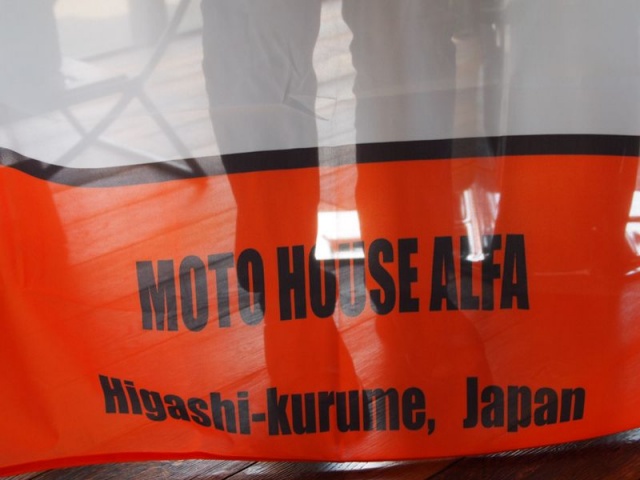 MOTO HOUSE ALFA
Higashi-kurume, Japan